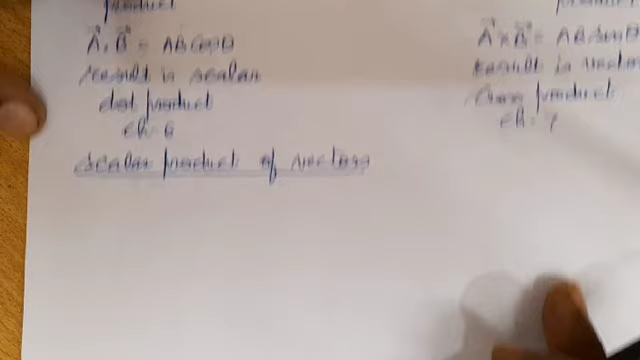 product
A⃗.B⃗ = AB cosθ
result is scalar
dot product
ch: 6
scalar product of vectors
product
A⃗×B⃗ = AB sinθ
result is vector
cross product
ch: